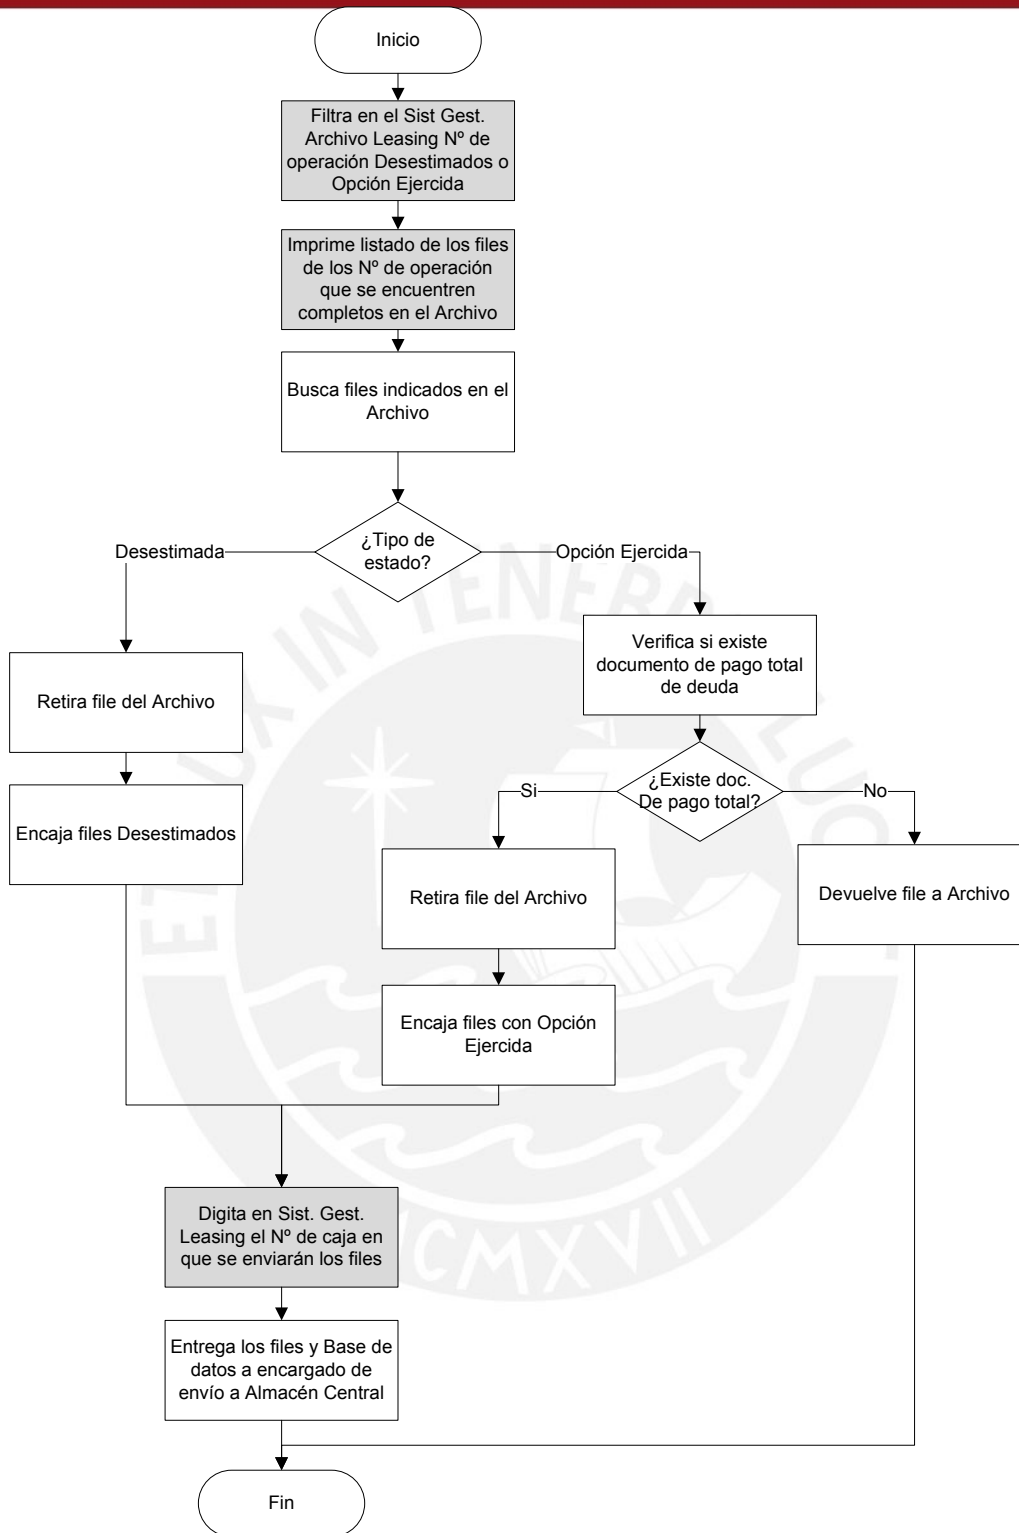 Inicio
Filtra en el Sist Gest.
Archivo Leasing Nº de
operación Desestimados o
Opción Ejercida
Imprime listado de los files
de los Nº de operación
que se encuentren
completos en el Archivo
Busca files indicados en el
Archivo
¿Tipo de
estado?
Desestimada
Opción Ejercida
Verifica si existe
documento de pago total
de deuda
Retira file del Archivo
¿Existe doc.
De pago total?
Si
No
Encaja files Desestimados
Retira file del Archivo
Devuelve file a Archivo
Encaja files con Opción
Ejercida
Digita en Sist. Gest.
Leasing el Nº de caja en
que se enviarán los files
Entrega los files y Base de
datos a encargado de
envío a Almacén Central
Fin